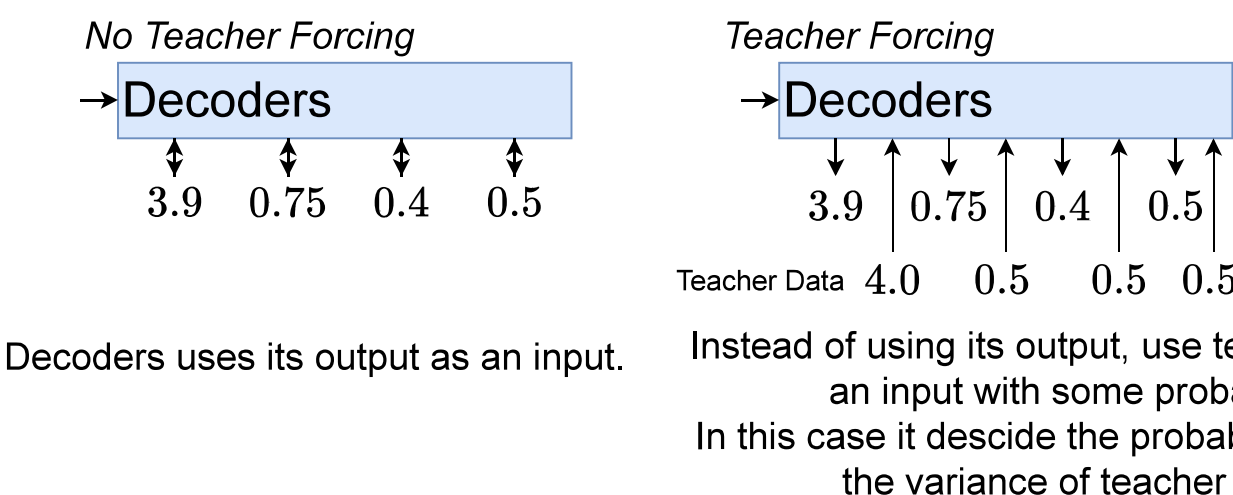 No Teacher Forcing
Decoders
3.9 0.75 0.4 0.5
Decoders uses its output as an input.
Teacher Forcing
Decoders
3.9 0.75 0.4 0.5
Teacher Data 4.0 0.5 0.5 0.5
Instead of using its output, use
an input with some
In this case it descide the
the variance of teacher